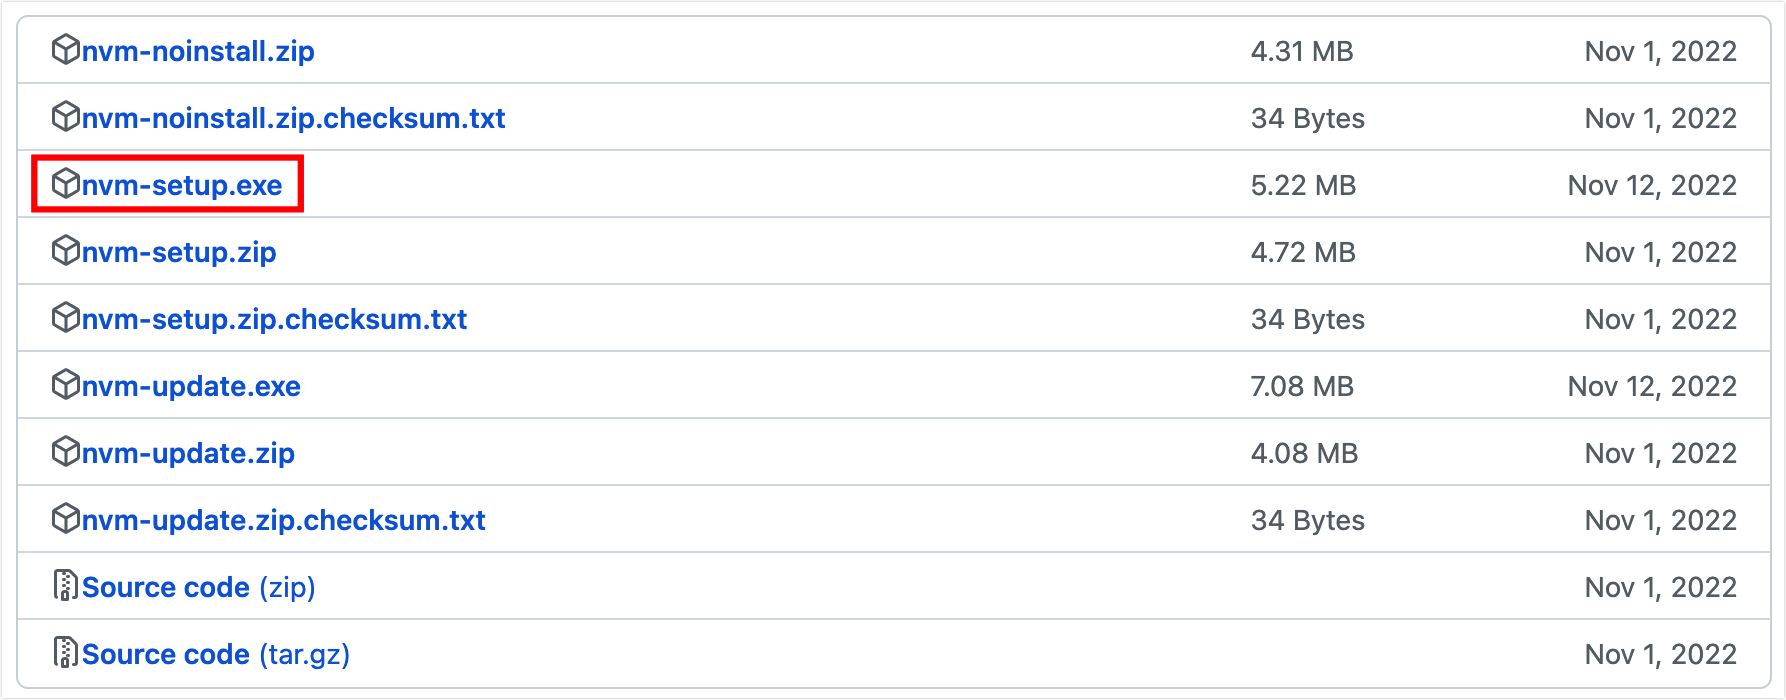 nvm-noinstall.zip 4.31 MB Nov 1, 2022
nvm-noinstall.zip.checksum.txt 34 Bytes Nov 1, 2022
nvm-setup.exe 5.22 MB Nov 12, 2022
nvm-setup.zip 4.72 MB Nov 1, 2022
nvm-setup.zip.checksum.txt 34 Bytes Nov 1, 2022
nvm-update.exe 7.08 MB Nov 12, 2022
nvm-update.zip 4.08 MB Nov 1, 2022
nvm-update.zip.checksum.txt 34 Bytes Nov 1, 2022
Source code (zip) Nov 1, 2022
Source code (tar.gz) Nov 1, 2022